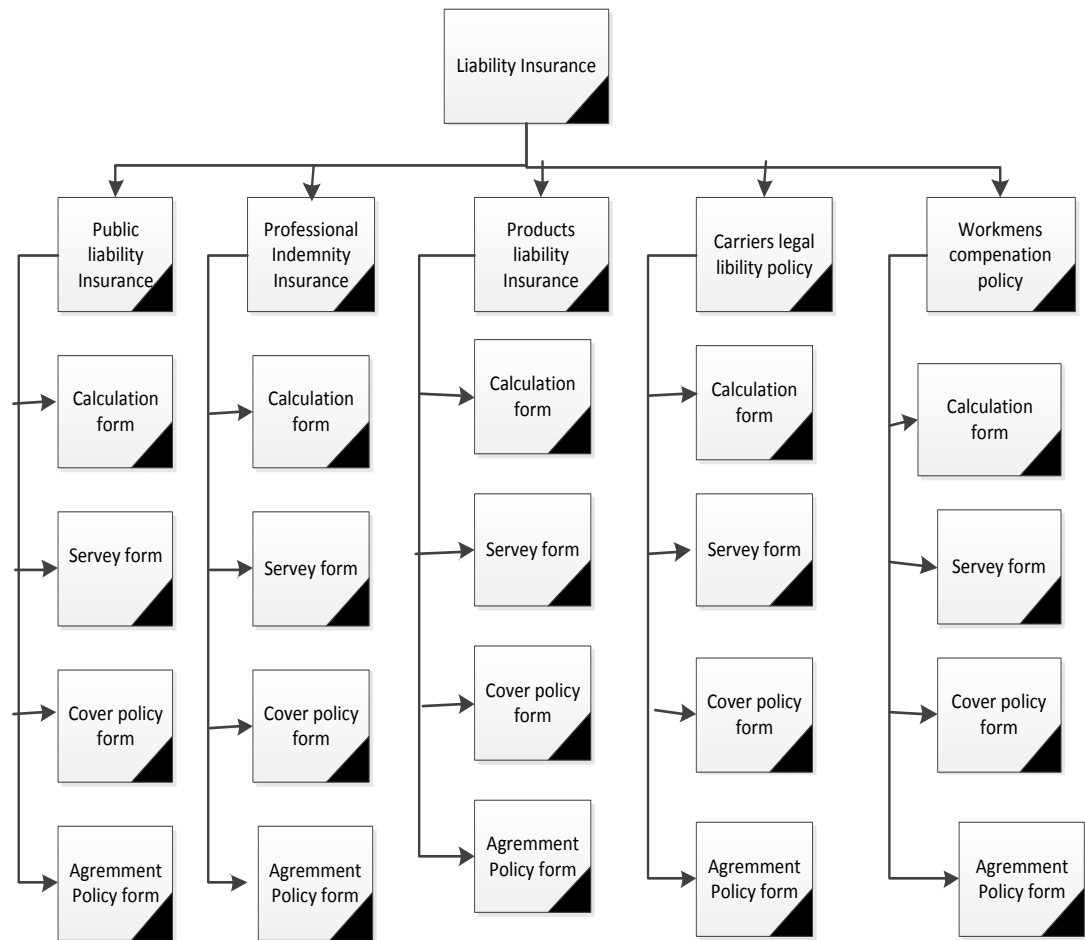 Liability Insurance
Public
liability
Insurance
Professional
Indemnity
Insurance
Products
liability
Insurance
Carriers legal
libility policy
Workmens
compenation
policy
Calculation
form
Calculation
form
Calculation
form
Calculation
form
Calculation
form
Servey form
Servey form
Servey form
Servey form
Servey form
Cover policy
form
Cover policy
form
Cover policy
form
Cover policy
form
Cover policy
form
Agremment
Policy form
Agremment
Policy form
Agremment
Policy form
Agremment
Policy form
Agremment
Policy form